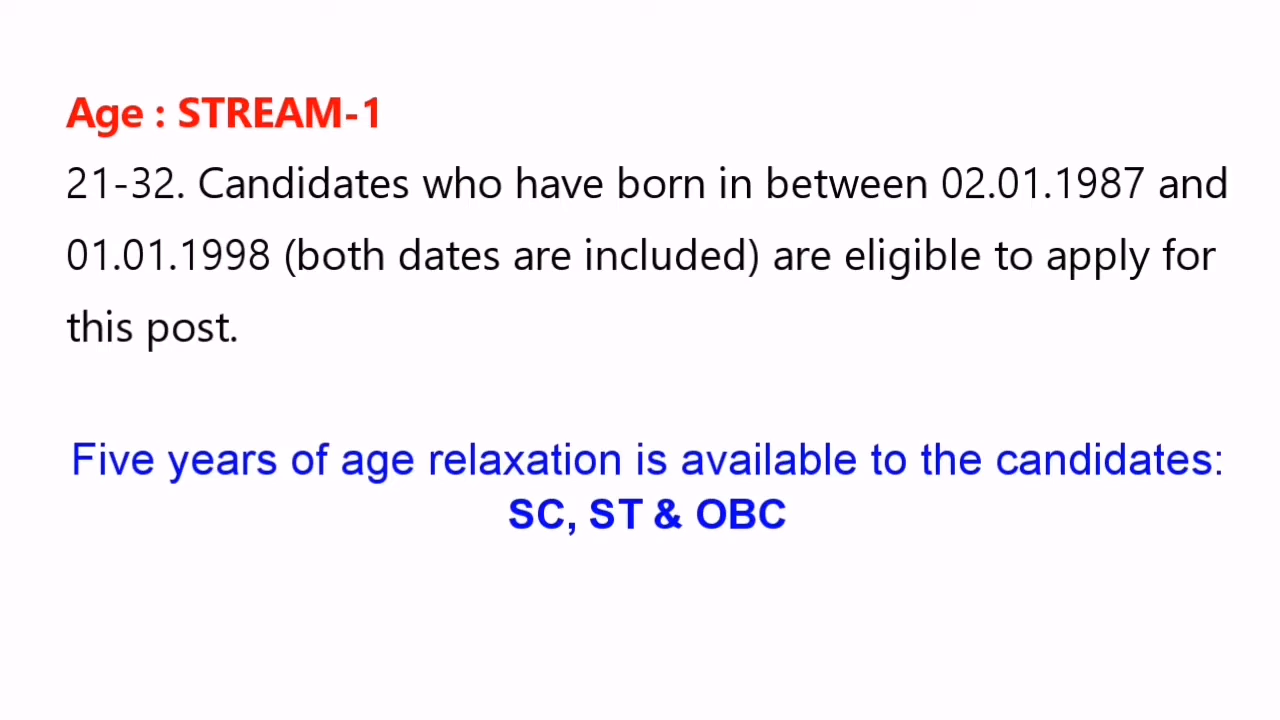 Age : STREAM-1
21-32. Candidates who have born in between 02.01.1987 and
01.01.1998 (both dates are included) are eligible to apply for
this post.
Five years of age relaxation is available to the candidates:
SC, ST & OBC